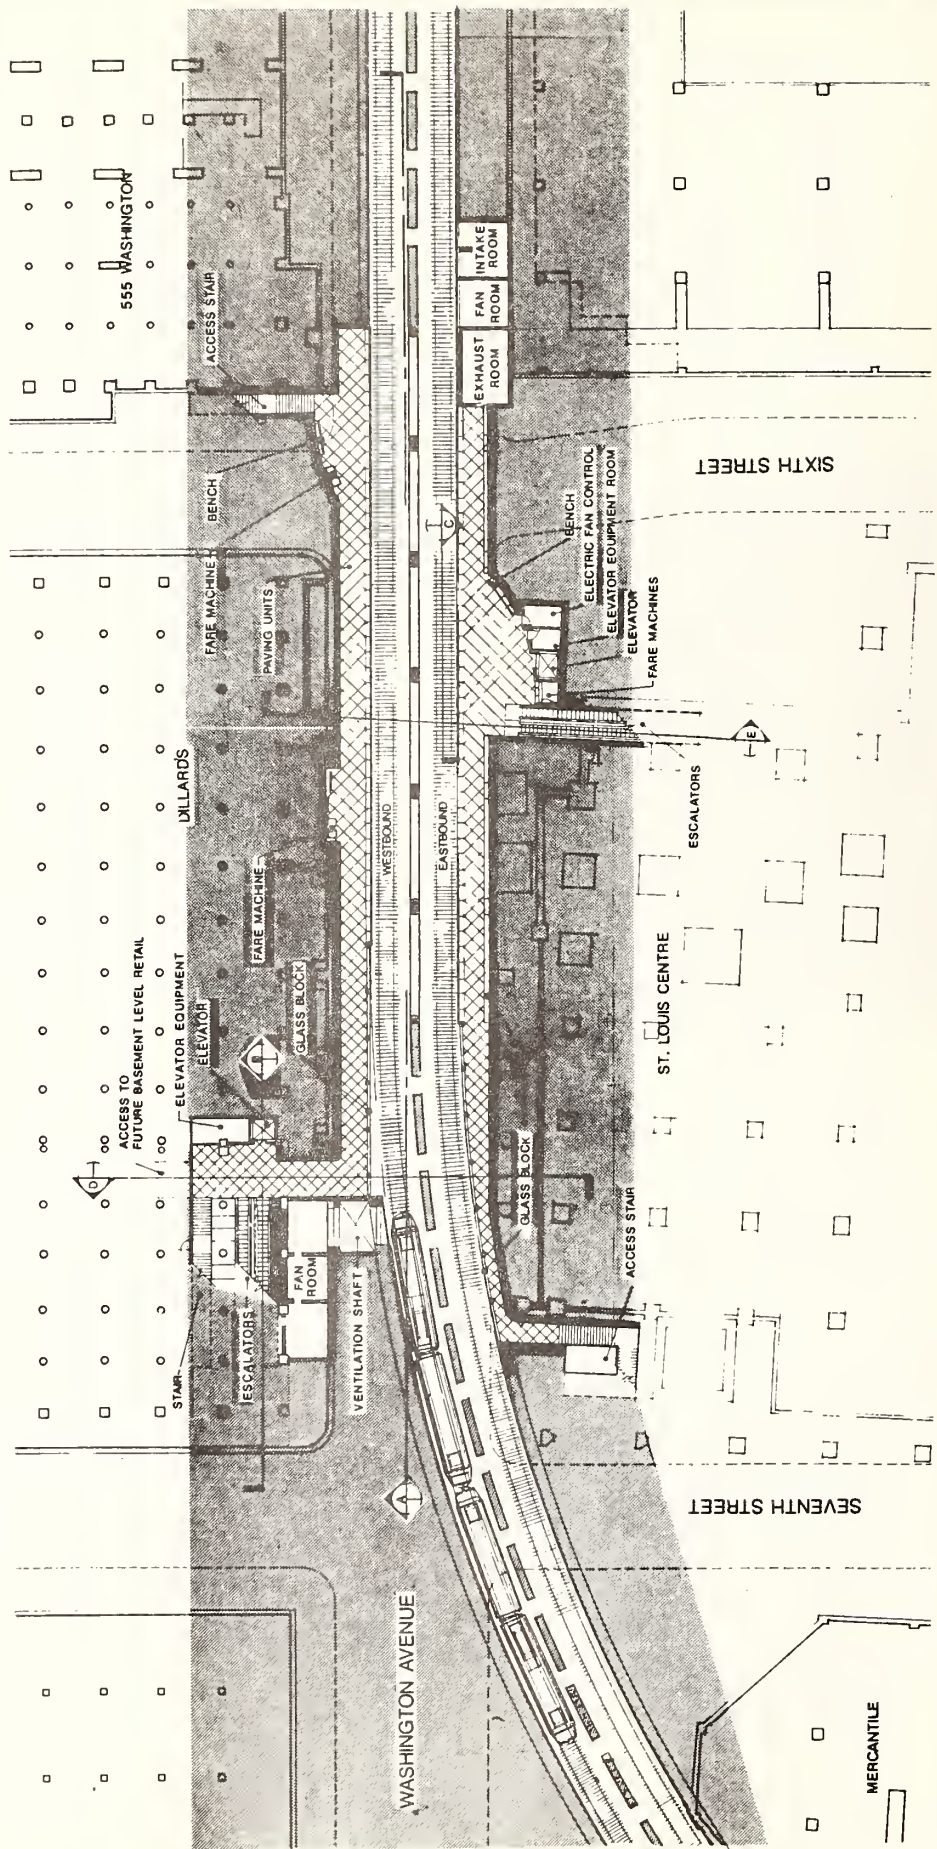 555 WASHINGTON
ACCESS STAIR
BENCH
FARE MACHINE
PAVING UNITS
DILLARD'S
FARE MACHINE
GLASS BLOCK
ACCESS TO
FUTURE BASEMENT LEVEL RETAIL
ELEVATOR EQUIPMENT
ELEVATOR
D
STAIR
ESCALATORS
FAN
ROOM
VENTILATION SHAFT
A
WASHINGTON AVENUE
WESTBOUND
EASTBOUND
C
INTAKE
ROOM
FAN
ROOM
EXHAUST
ROOM
SIXTH STREET
BENCH
ELECTRIC FAN CONTROL
ELEVATOR EQUIPMENT ROOM
ELEVATOR
FARE MACHINES
E
ESCALATORS
ST. LOUIS CENTRE
GLASS BLOCK
ACCESS STAIR
SEVENTH STREET
MERCANTILE